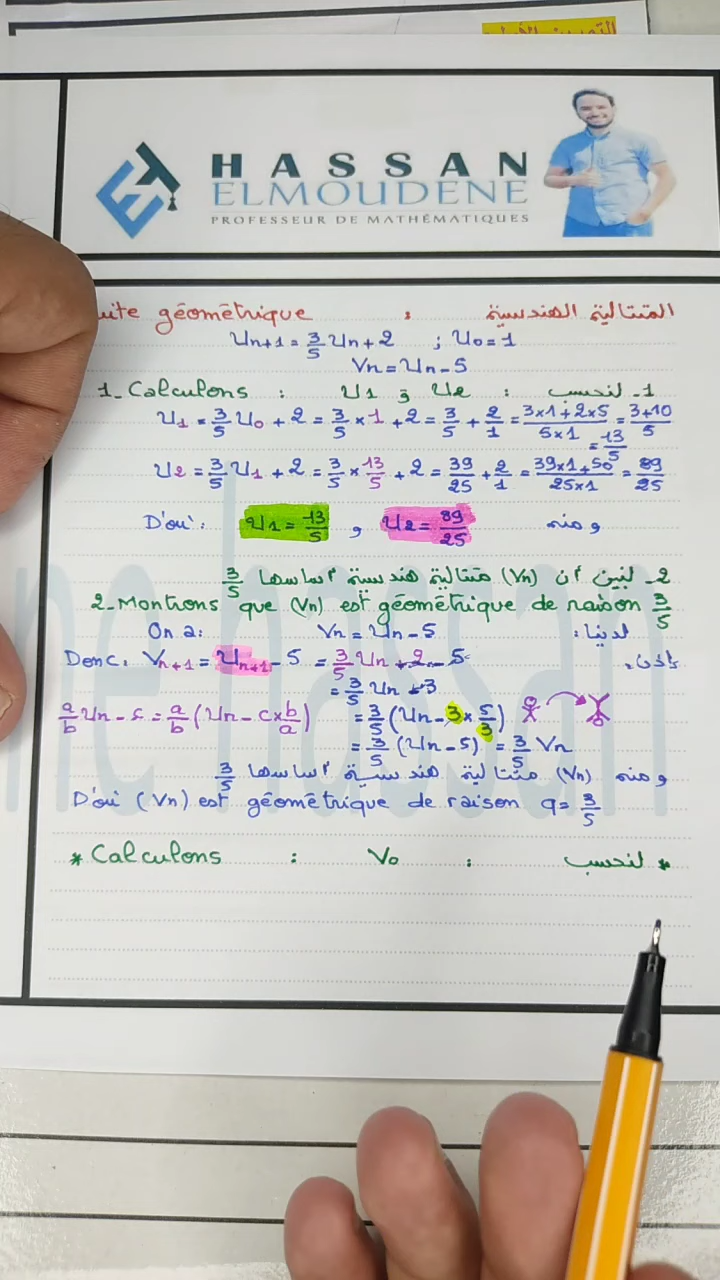 HASSAN
ELMOUDENE
PROFESSEUR DE MATHÉMATIQUES
uite géométrique : المتتالية الهندسية
Un+1 = 3/5 Un + 2 ; U0 = 1
Vn = Un - 5
1_ Calculons : U1 و U2 : 1- لنحسب
U1 = 3/5 U0 + 2 = 3/5 × 1 + 2 = 3/5 + 2/1 = (3×1+2×5)/(5×1) = (3+10)/5
= 13/5
U2 = 3/5 U1 + 2 = 3/5 × 13/5 + 2 = 39/25 + 2/1 = (39×1+50)/(25×1) = 89/25
D'où : U1 = 13/5 و U2 = 89/25 ومنه
2_ لنبين أن (Vn) متتالية هندسية أساسها 3/5
2_Montrons que (Vn) est géométrique de raison 3/5
On a : Vn = Un - 5 لدينا :
Donc : Vn+1 = Un+1 - 5 = 3/5 Un + 2 - 5 إذن :
= 3/5 Un - 3
a/b Un - c = a/b (Un - c × b/a) = 3/5 (Un - 3 × 5/3)
= 3/5 (Un - 5) = 3/5 Vn
ومنه (Vn) متتالية هندسية أساسها 3/5
D'où (Vn) est géométrique de raison q = 3/5
* Calculons : V0 : لنحسب *
ne hassan